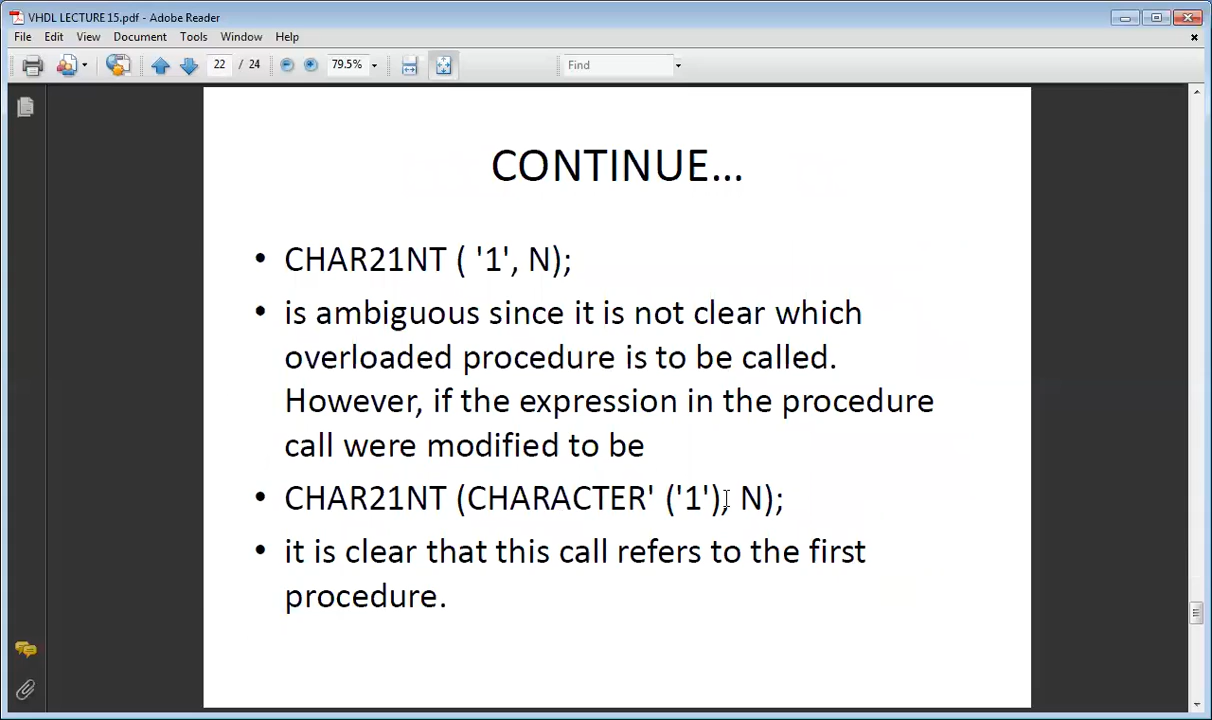 VHDL LECTURE 15.pdf - Adobe Reader
File Edit View Document Tools Window Help
22 / 24 79.5% Find
CONTINUE...
• CHAR21NT ( '1', N);
• is ambiguous since it is not clear which
overloaded procedure is to be called.
However, if the expression in the procedure
call were modified to be
• CHAR21NT (CHARACTER' ('1'), N);
• it is clear that this call refers to the first
procedure.